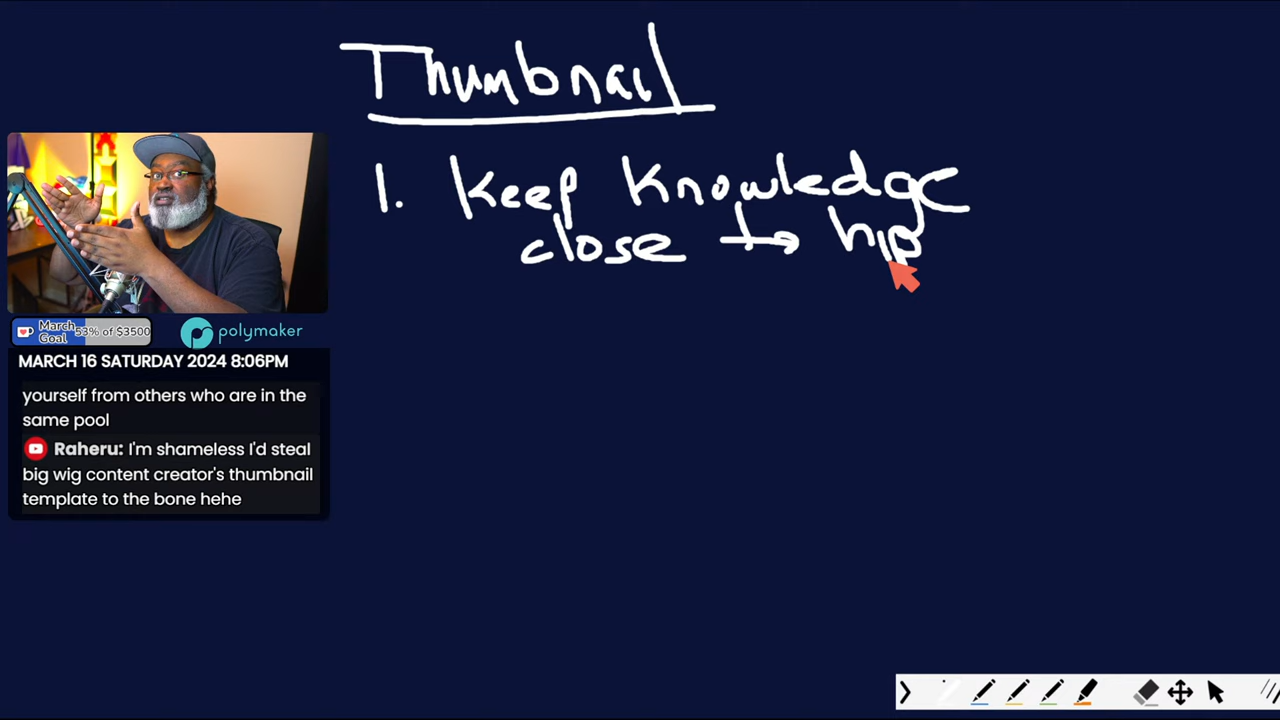 Thumbnail
1. Keep Knowledge
close to hip
March
Goal
53% of $3500
polymaker
MARCH 16 SATURDAY 2024 8:06PM
yourself from others who are in the
same pool
Raheru: I'm shameless I'd steal
big wig content creator's thumbnail
template to the bone hehe